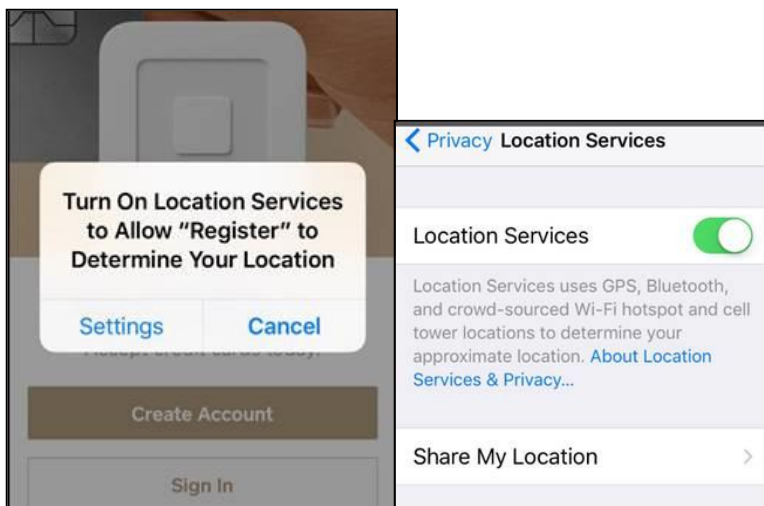 Turn On Location Services
to Allow “Register” to
Determine Your Location
Settings
Cancel
Create Account
Sign In
Privacy Location Services
Location Services
Location Services uses GPS, Bluetooth,
and crowd-sourced Wi-Fi hotspot and cell
tower locations to determine your
approximate location. About Location
Services & Privacy...
Share My Location